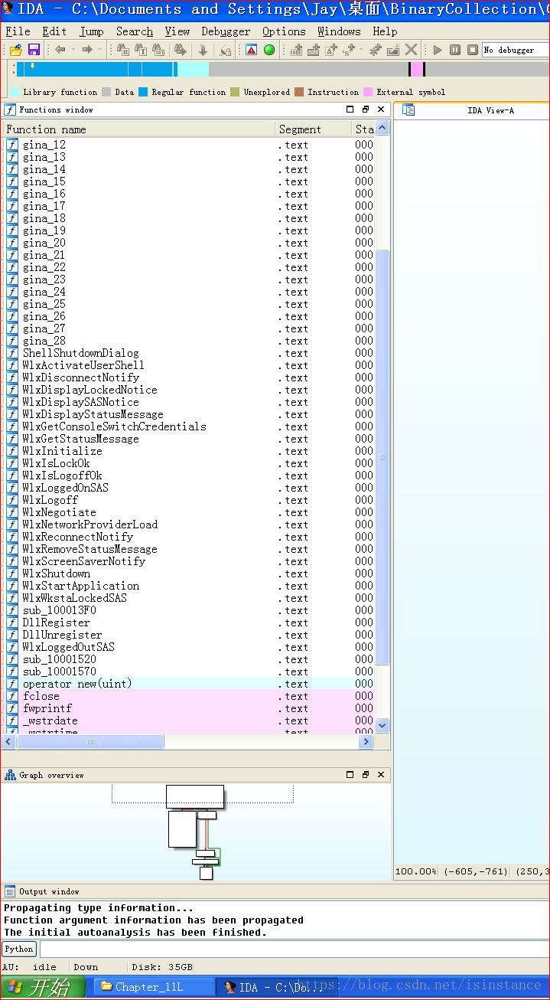 IDA - C:\Documents and Settings\Jay\桌面\BinaryCollection\
File Edit Jump Search View Debugger Options Windows Help
No debugger
Library function Data Regular function Unexplored Instruction External symbol
Functions window
IDA View-A
Function name Segment Sta
gina_12 .text 000
gina_13 .text 000
gina_14 .text 000
gina_15 .text 000
gina_16 .text 000
gina_17 .text 000
gina_18 .text 000
gina_19 .text 000
gina_20 .text 000
gina_21 .text 000
gina_22 .text 000
gina_23 .text 000
gina_24 .text 000
gina_25 .text 000
gina_26 .text 000
gina_27 .text 000
gina_28 .text 000
ShellShutdownDialog .text 000
WlxActivateUserShell .text 000
WlxDisconnectNotify .text 000
WlxDisplayLockedNotice .text 000
WlxDisplaySASNotice .text 000
WlxDisplayStatusMessage .text 000
WlxGetConsoleSwitchCredentials .text 000
WlxGetStatusMessage .text 000
WlxInitialize .text 000
WlxIsLockOk .text 000
WlxIsLogoffOk .text 000
WlxLoggedOnSAS .text 000
WlxLogoff .text 000
WlxNegotiate .text 000
WlxNetworkProviderLoad .text 000
WlxReconnectNotify .text 000
WlxRemoveStatusMessage .text 000
WlxScreenSaverNotify .text 000
WlxShutdown .text 000
WlxStartApplication .text 000
WlxWkstaLockedSAS .text 000
sub_100013F0 .text 000
DllRegister .text 000
DllUnregister .text 000
WlxLoggedOutSAS .text 000
sub_10001520 .text 000
sub_10001570 .text 000
operator new(uint) .text 000
fclose .text 000
fwprintf .text 000
_wstrdate .text 000
_wstrtime .text 000
Graph overview
100.00% (-605,-761) (250,3
Output window
Propagating type information...
Function argument information has been propagated
The initial autoanalysis has been finished.
Python
AU: idle Down Disk: 35GB
开始 Chapter_11L IDA - C:\Do...
https://blog.csdn.net/isinstance